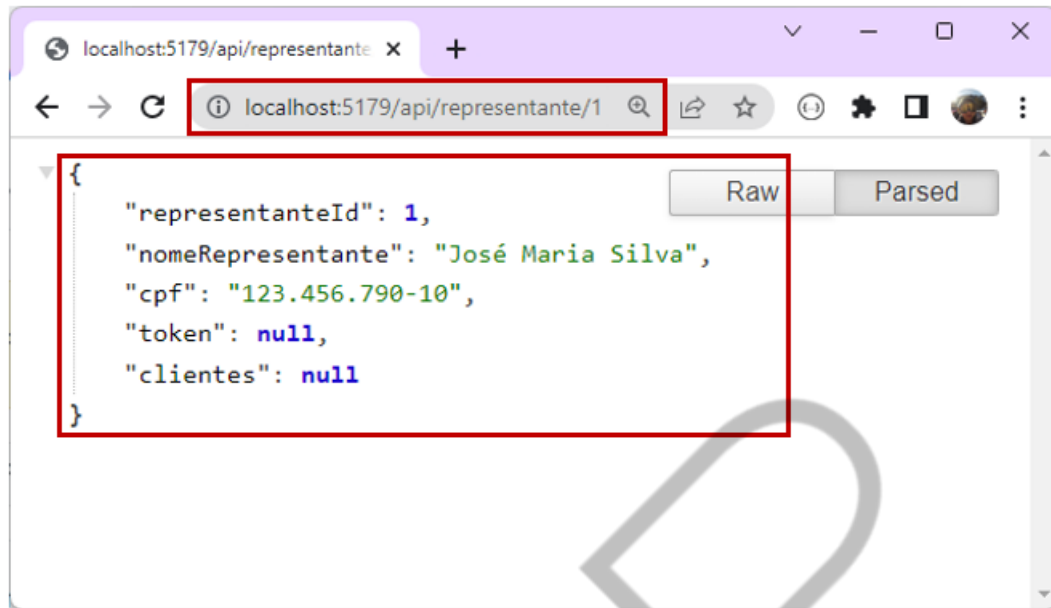 localhost:5179/api/representante
localhost:5179/api/representante/1
Raw
Parsed
{
"representanteId": 1,
"nomeRepresentante": "José Maria Silva",
"cpf": "123.456.790-10",
"token": null,
"clientes": null
}